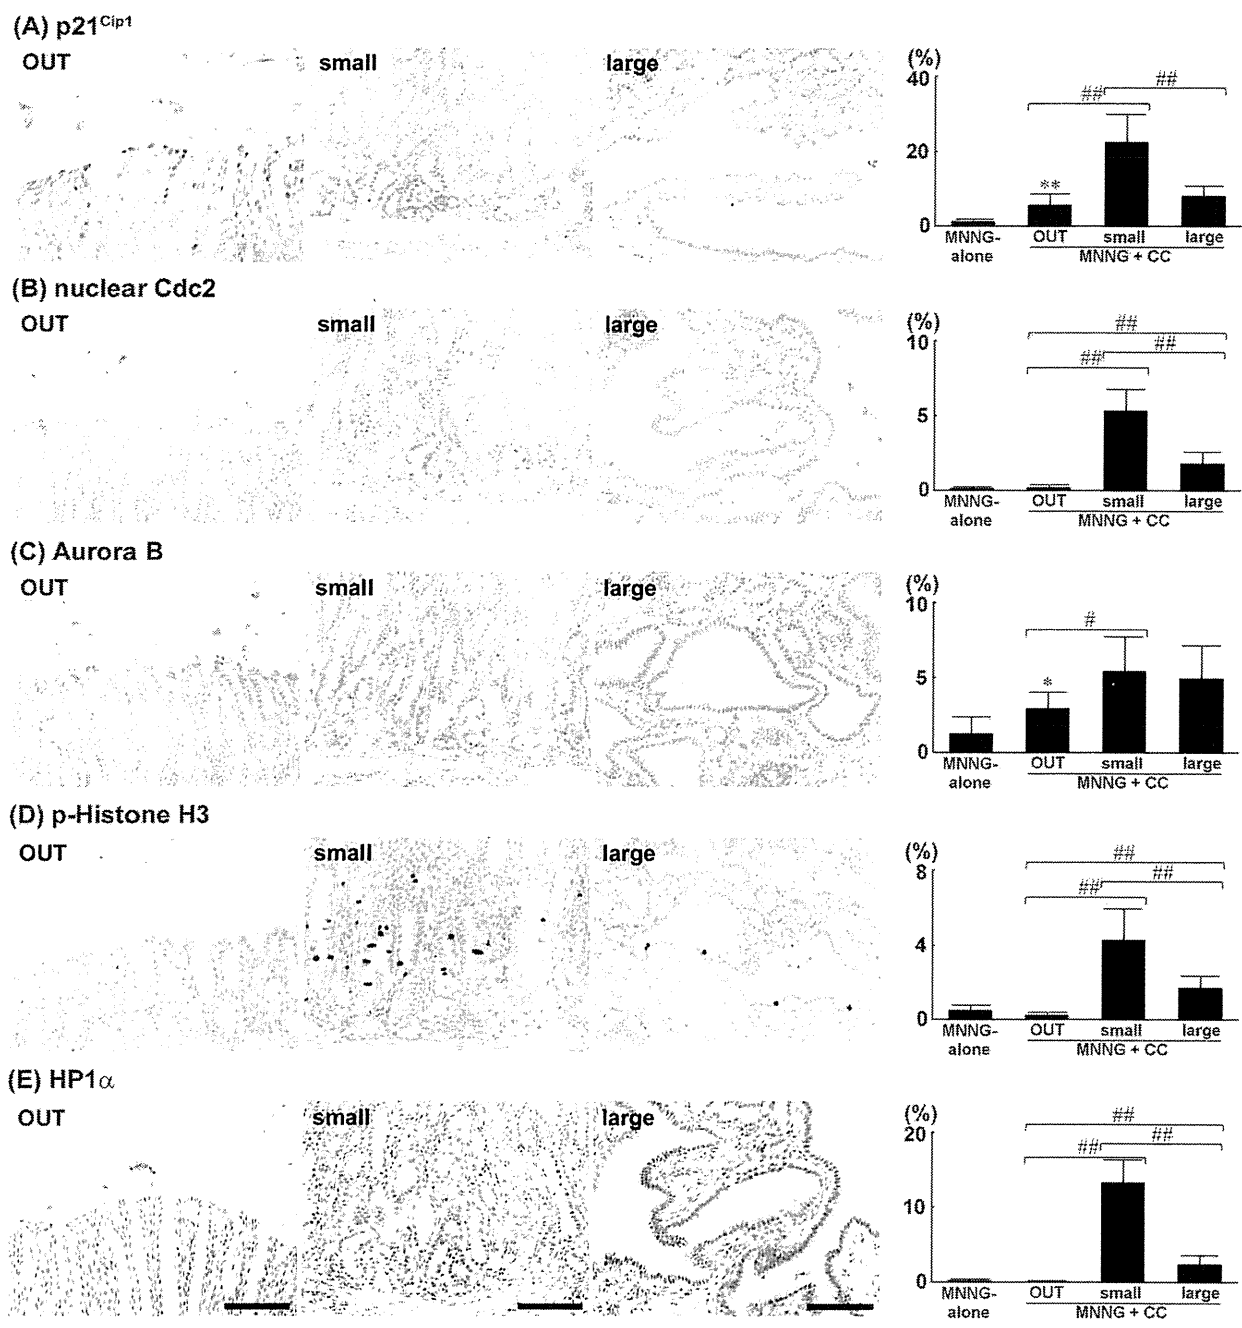 (A) p21Cip1
OUT
small
large
(%)
40
20
0
##
##
**
MNNG-alone
OUT
small
large
MNNG + CC
(B) nuclear Cdc2
OUT
small
large
(%)
10
5
0
##
##
##
MNNG-alone
OUT
small
large
MNNG + CC
(C) Aurora B
OUT
small
large
(%)
10
5
0
#
*
MNNG-alone
OUT
small
large
MNNG + CC
(D) p-Histone H3
OUT
small
large
(%)
8
4
0
##
##
##
MNNG-alone
OUT
small
large
MNNG + CC
(E) HP1α
OUT
small
large
(%)
20
10
0
##
##
##
MNNG-alone
OUT
small
large
MNNG + CC